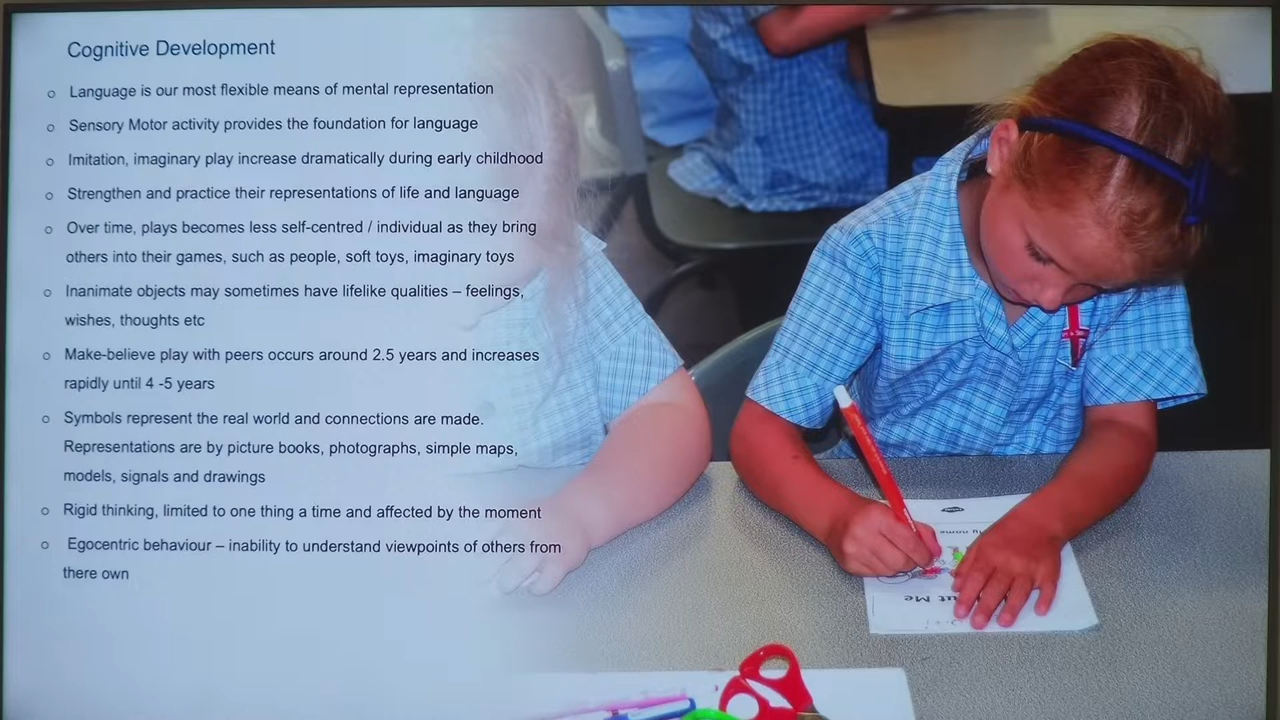 Cognitive Development
o Language is our most flexible means of mental representation
o Sensory Motor activity provides the foundation for language
o Imitation, imaginary play increase dramatically during early childhood
o Strengthen and practice their representations of life and language
o Over time, plays becomes less self-centred / individual as they bring
others into their games, such as people, soft toys, imaginary toys
o Inanimate objects may sometimes have lifelike qualities – feelings,
wishes, thoughts etc
o Make-believe play with peers occurs around 2.5 years and increases
rapidly until 4 -5 years
o Symbols represent the real world and connections are made.
Representations are by picture books, photographs, simple maps,
models, signals and drawings
o Rigid thinking, limited to one thing a time and affected by the moment
o Egocentric behaviour – inability to understand viewpoints of others from
there own
name
Me